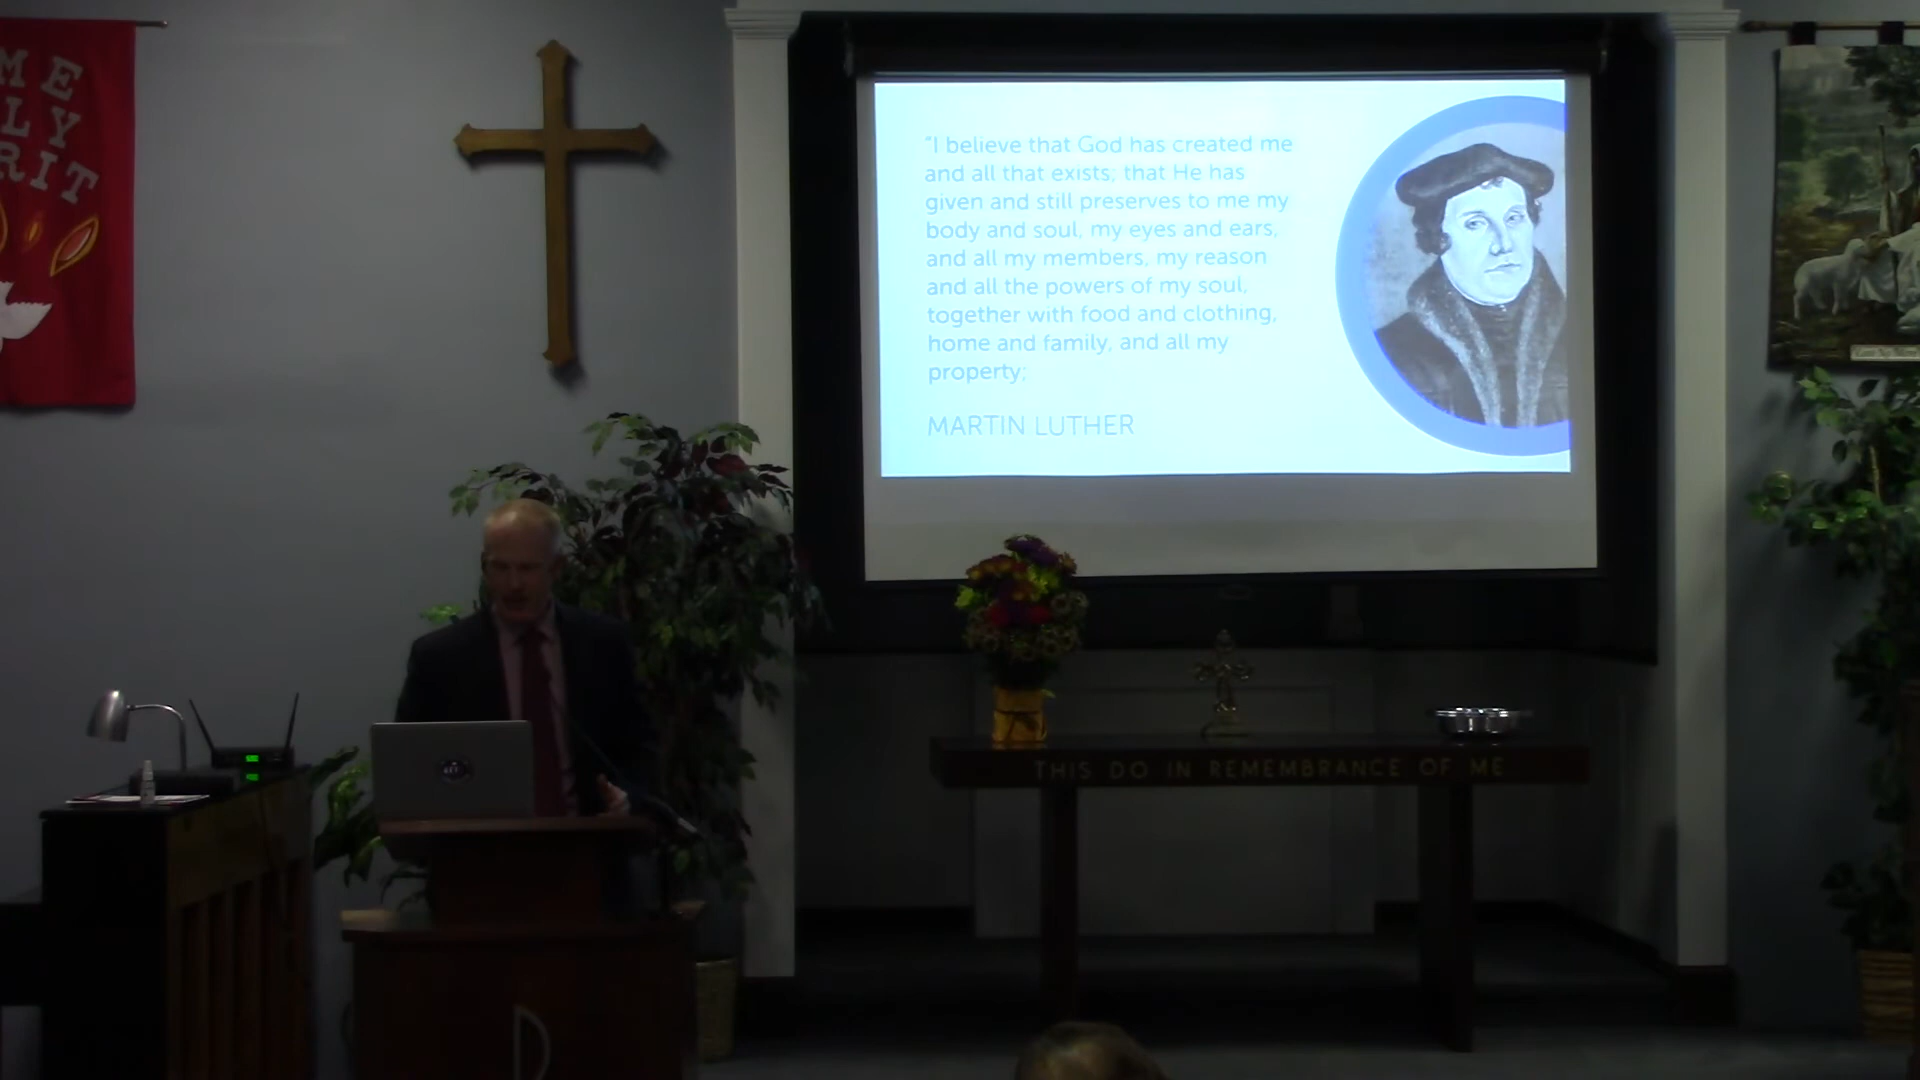 ME
LY
RIT
“I believe that God has created me
and all that exists; that He has
given and still preserves to me my
body and soul, my eyes and ears,
and all my members, my reason
and all the powers of my soul,
together with food and clothing,
home and family, and all my
property;
MARTIN LUTHER
THIS DO IN REMEMBRANCE OF ME